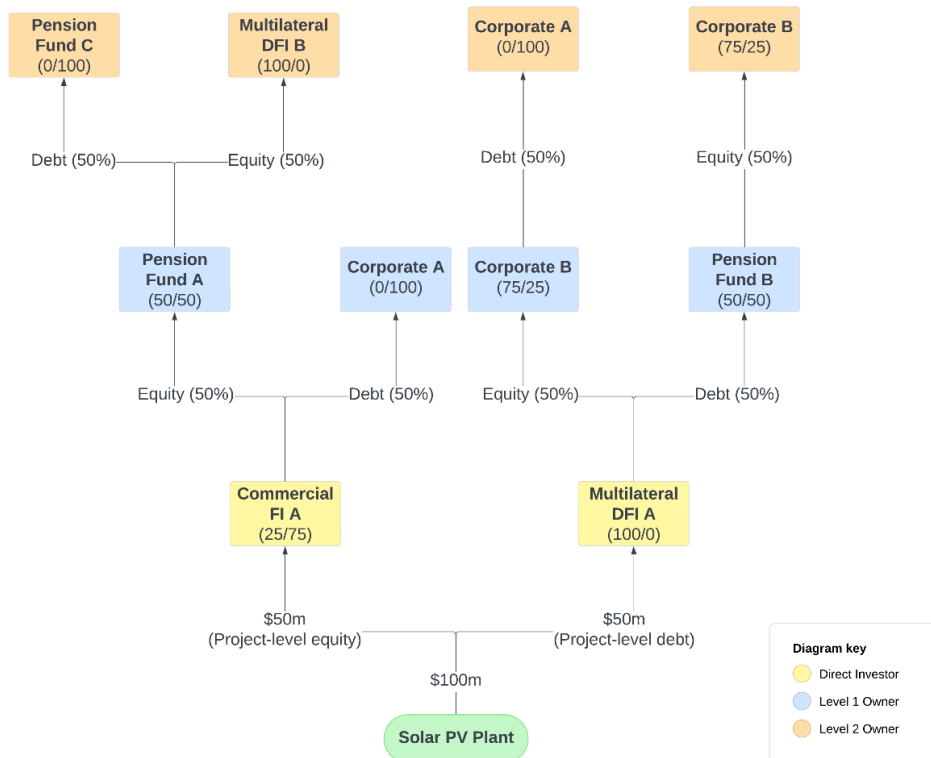 Pension
Fund C
(0/100)
Multilateral
DFI B
(100/0)
Corporate A
(0/100)
Corporate B
(75/25)
Debt (50%)
Equity (50%)
Debt (50%)
Equity (50%)
Pension
Fund A
(50/50)
Corporate A
(0/100)
Corporate B
(75/25)
Pension
Fund B
(50/50)
Equity (50%)
Debt (50%)
Equity (50%)
Debt (50%)
Commercial
FI A
(25/75)
Multilateral
DFI A
(100/0)
$50m
(Project-level equity)
$50m
(Project-level debt)
$100m
Solar PV Plant
Diagram key
Direct Investor
Level 1 Owner
Level 2 Owner